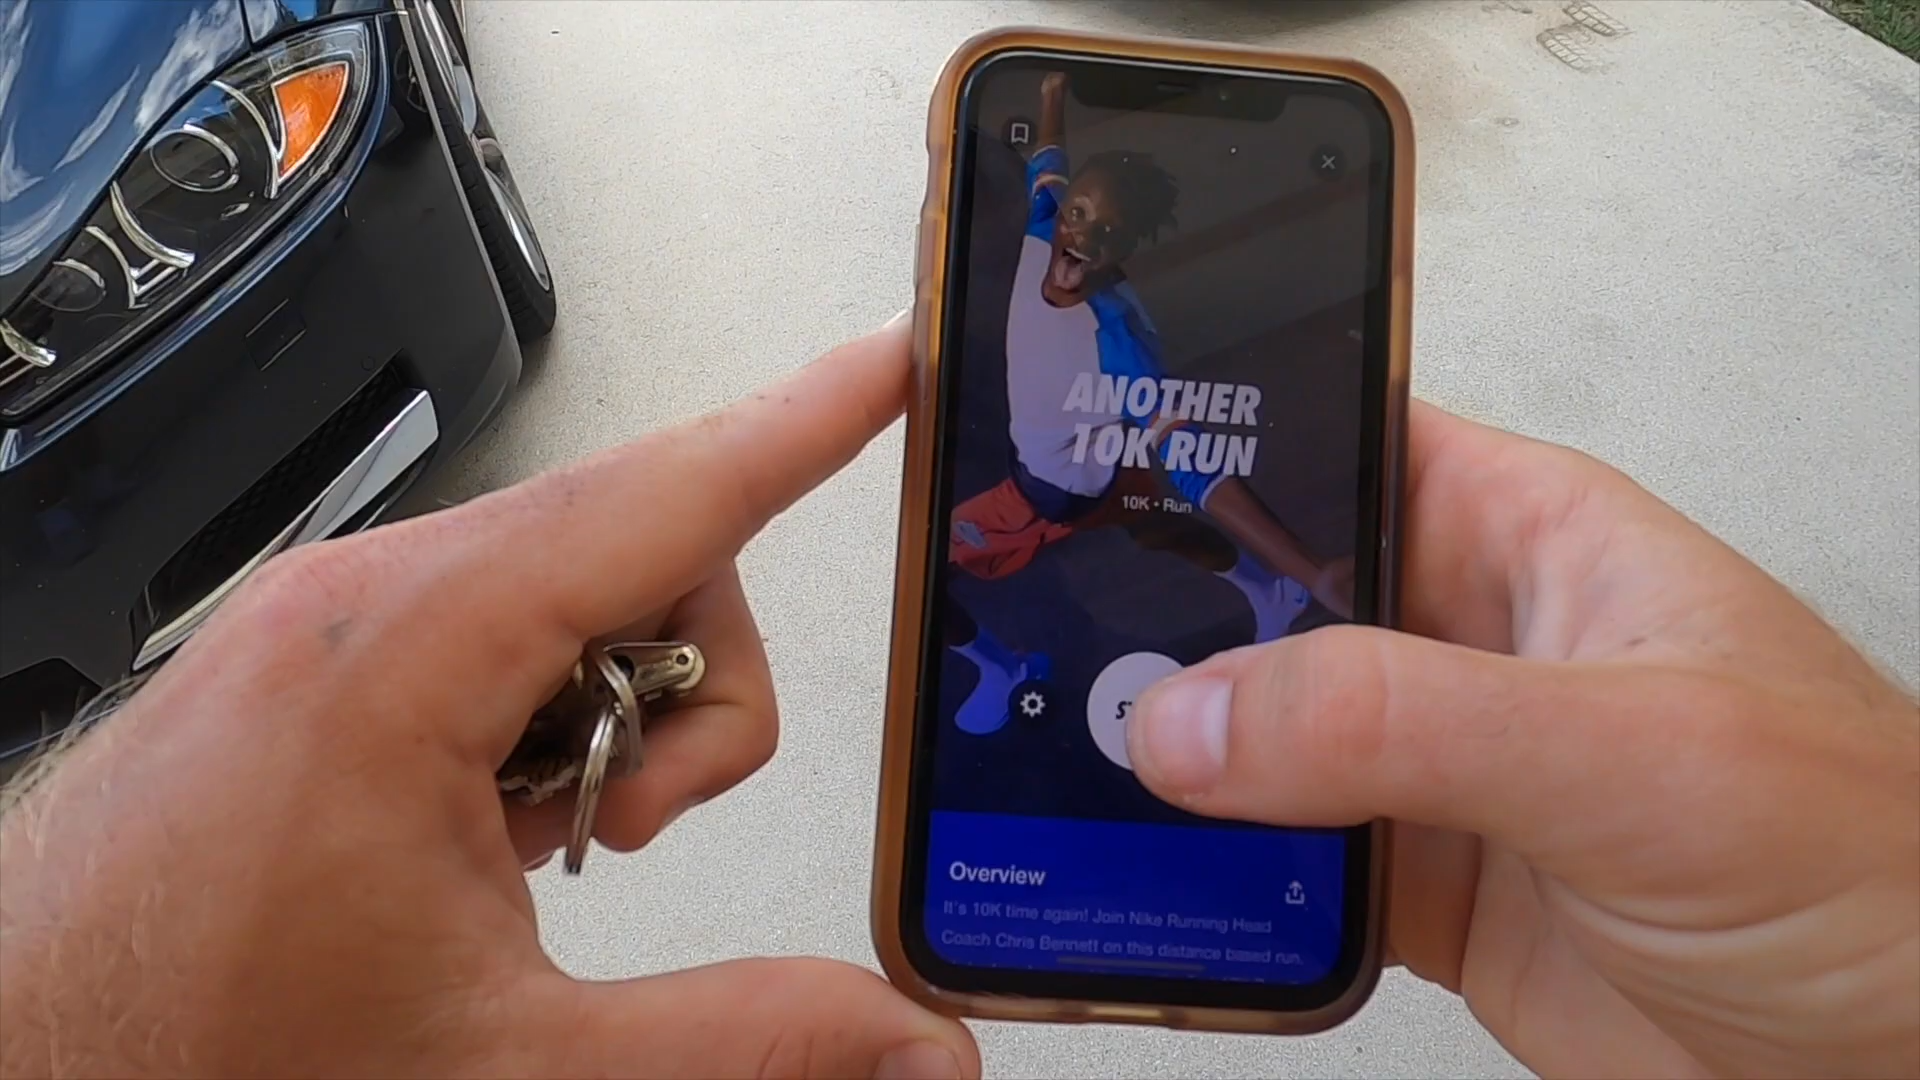 ANOTHER
10K RUN
10K • Run
Overview
It's 10K time again! Join Nike Running Head
Coach Chris Bennett on this distance based run.